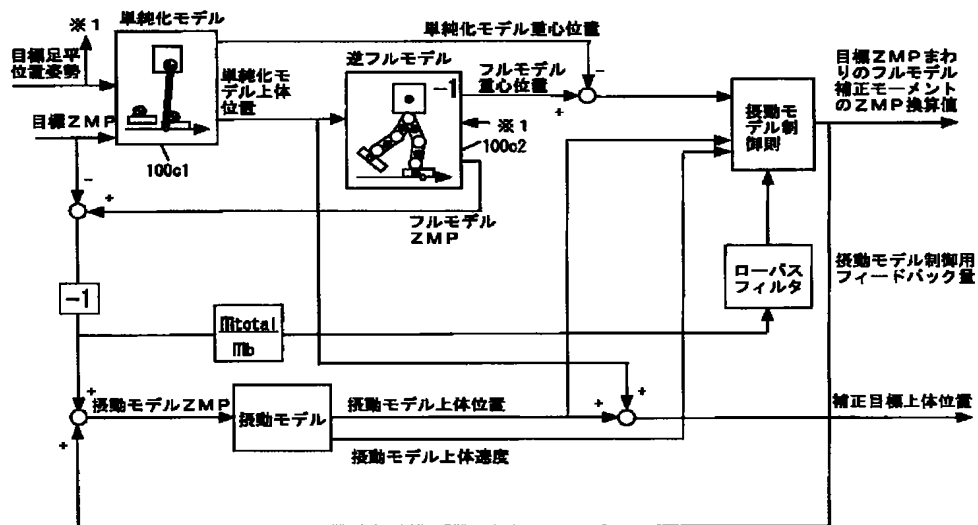 ※1
単純化モデル
目標足平
位置姿勢
目標ZMP
100c1
単純化モデル重心位置
単純化モ
デル上体
位置
逆フルモデル
-1
※1
100c2
フルモデル
重心位置
フルモデル
ZMP
-
+
-
+
摂動モ
デル制
御則
目標ZMPまわ
りのフルモデル
補正モーメント
のZMP換算値
ローパス
フィルタ
摂動モデル制御用
フィードバック量
-1
mtotal
mb
+
+
摂動モデルZMP
摂動モデル
摂動モデル上体位置
摂動モデル上体速度
+
+
補正目標上体位置